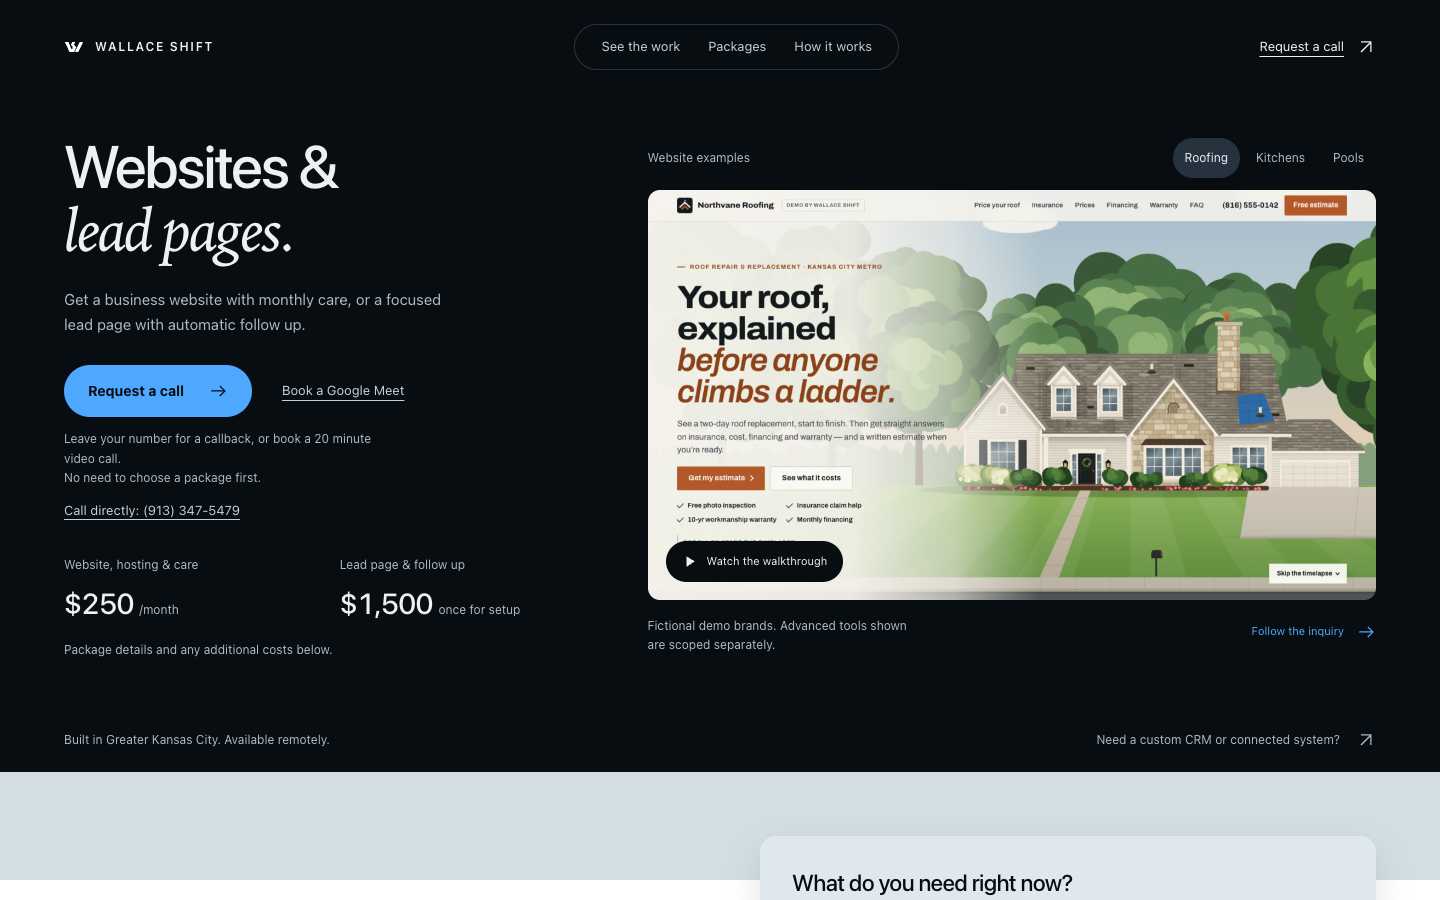 WALLACE SHIFT
See the work
Packages
How it works
Request a call
Websites &
lead pages.
Get a business website with monthly care, or a focused
lead page with automatic follow up.
Request a call
Book a Google Meet
Leave your number for a callback, or book a 20 minute
video call.
No need to choose a package first.
Call directly: (913) 347-5479
Website, hosting & care
$250 /month
Lead page & follow up
$1,500 once for setup
Package details and any additional costs below.
Website examples
Roofing
Kitchens
Pools
Northvane Roofing
DEMO BY WALLACE SHIFT
Price your roof
Insurance
Prices
Financing
Warranty
FAQ
(816) 555-0142
Free estimate
ROOF REPAIR & REPLACEMENT · KANSAS CITY METRO
Your roof,
explained
before anyone
climbs a ladder.
See a two-day roof replacement, start to finish. Then get straight answers
on insurance, cost, financing and warranty — and a written estimate when
you're ready.
Get my estimate
See what it costs
Free photo inspection
Insurance claim help
10-yr workmanship warranty
Monthly financing
Watch the walkthrough
Skip the timelapse
Fictional demo brands. Advanced tools shown
are scoped separately.
Follow the inquiry
Built in Greater Kansas City. Available remotely.
Need a custom CRM or connected system?
What do you need right now?